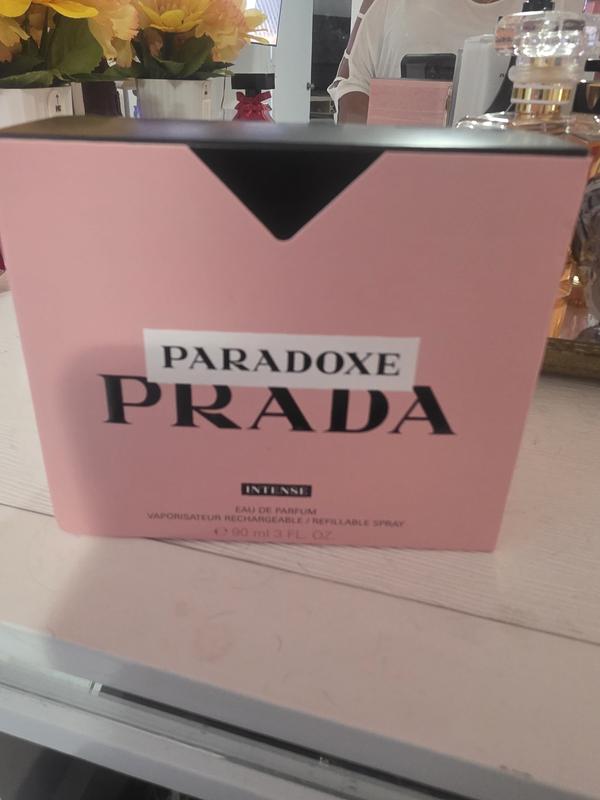 PARADOXE
PRADA
INTENSE
EAU DE PARFUM
VAPORISATEUR RECHARGEABLE / REFILLABLE SPRAY
℮ 90 ml 3 FL. OZ.